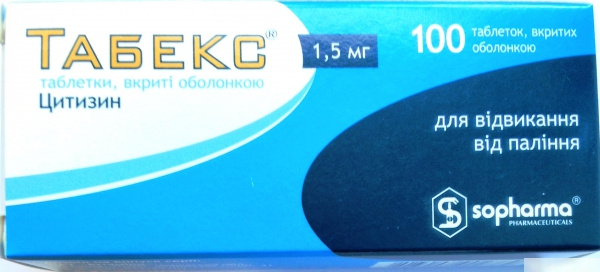 ТАБЕКС®
таблетки, вкриті оболонкою
Цитизин
1,5 мг
100 таблеток, вкритих
оболонкою
для відвикання
від паління
sopharma®
PHARMACEUTICALS